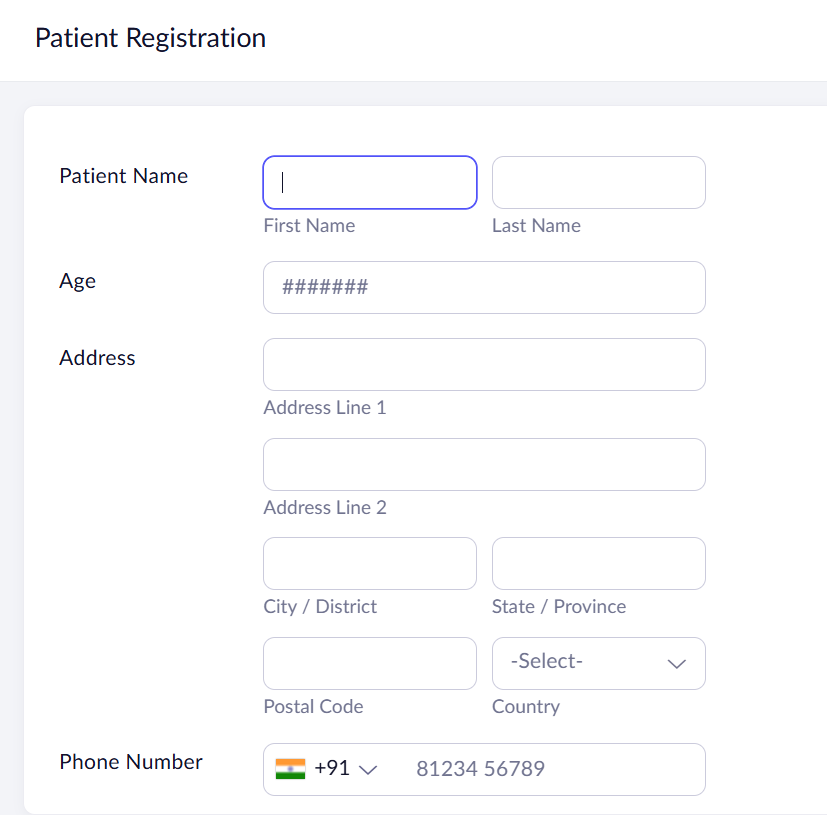 Patient Registration
Patient Name
First Name Last Name
Age #######
Address
Address Line 1
Address Line 2
City / District State / Province
-Select-
Postal Code Country
Phone Number +91 81234 56789